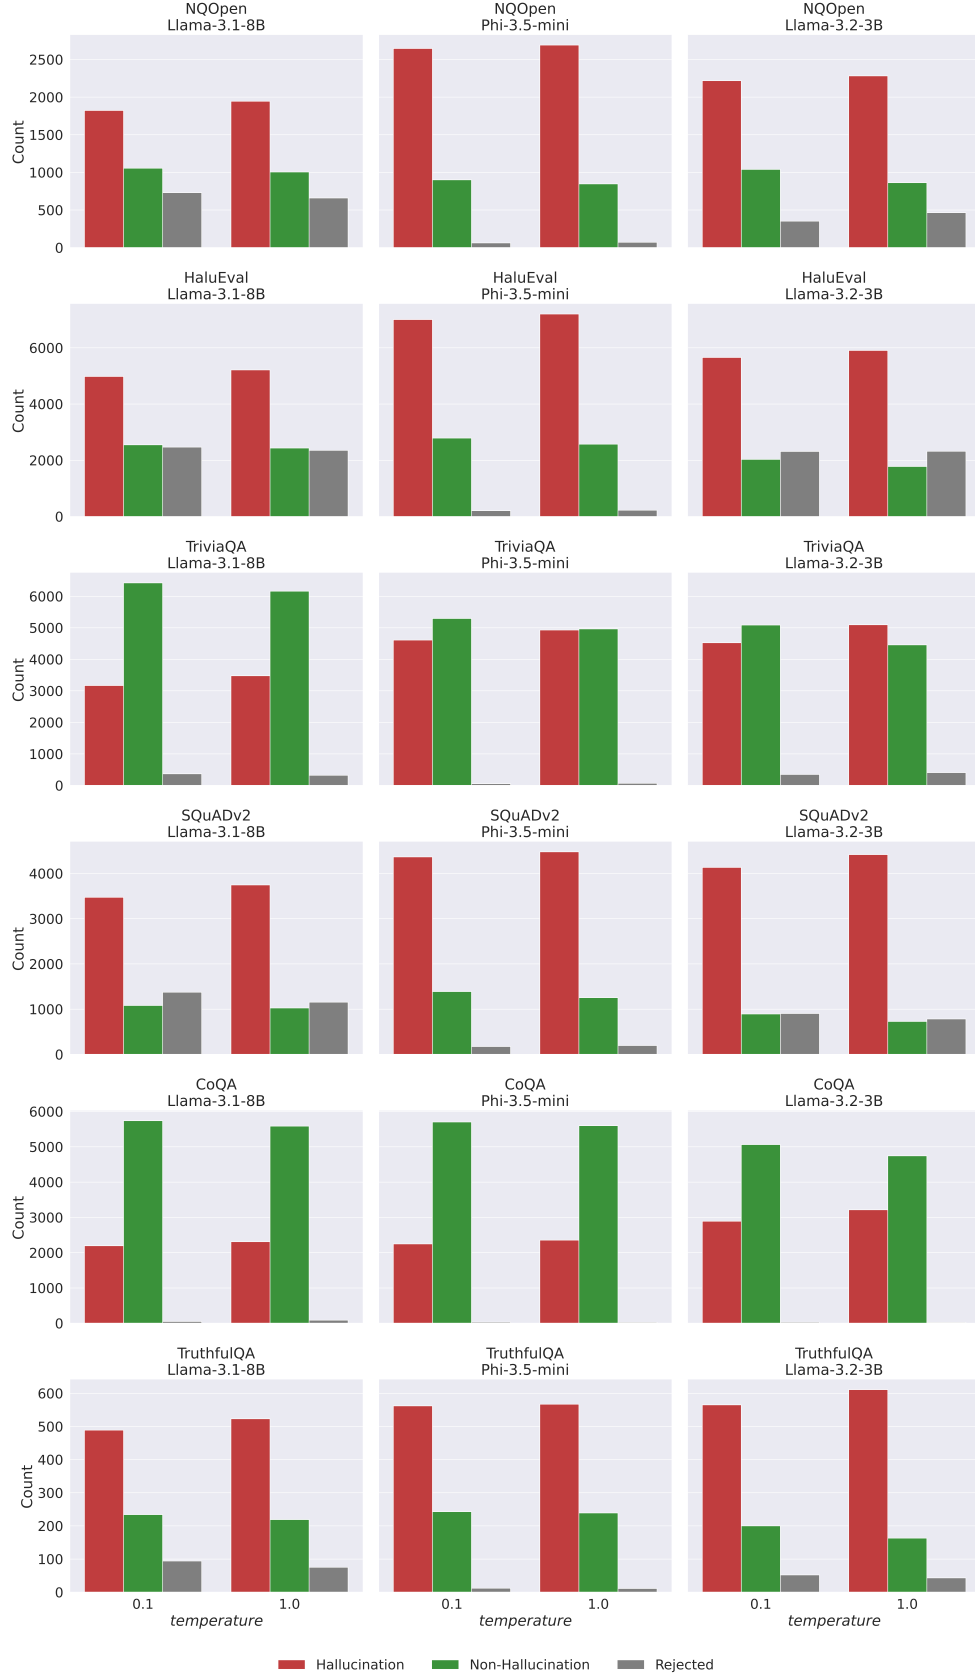 NQOpen
Llama-3.1-8B
NQOpen
Phi-3.5-mini
NQOpen
Llama-3.2-3B
Count
2500
2000
1500
1000
500
0
HaluEval
Llama-3.1-8B
HaluEval
Phi-3.5-mini
HaluEval
Llama-3.2-3B
Count
6000
4000
2000
0
TriviaQA
Llama-3.1-8B
TriviaQA
Phi-3.5-mini
TriviaQA
Llama-3.2-3B
Count
6000
5000
4000
3000
2000
1000
0
SQuADv2
Llama-3.1-8B
SQuADv2
Phi-3.5-mini
SQuADv2
Llama-3.2-3B
Count
4000
3000
2000
1000
0
CoQA
Llama-3.1-8B
CoQA
Phi-3.5-mini
CoQA
Llama-3.2-3B
Count
6000
5000
4000
3000
2000
1000
0
TruthfulQA
Llama-3.1-8B
TruthfulQA
Phi-3.5-mini
TruthfulQA
Llama-3.2-3B
Count
600
500
400
300
200
100
0
0.1 1.0
temperature
0.1 1.0
temperature
0.1 1.0
temperature
Hallucination Non-Hallucination Rejected